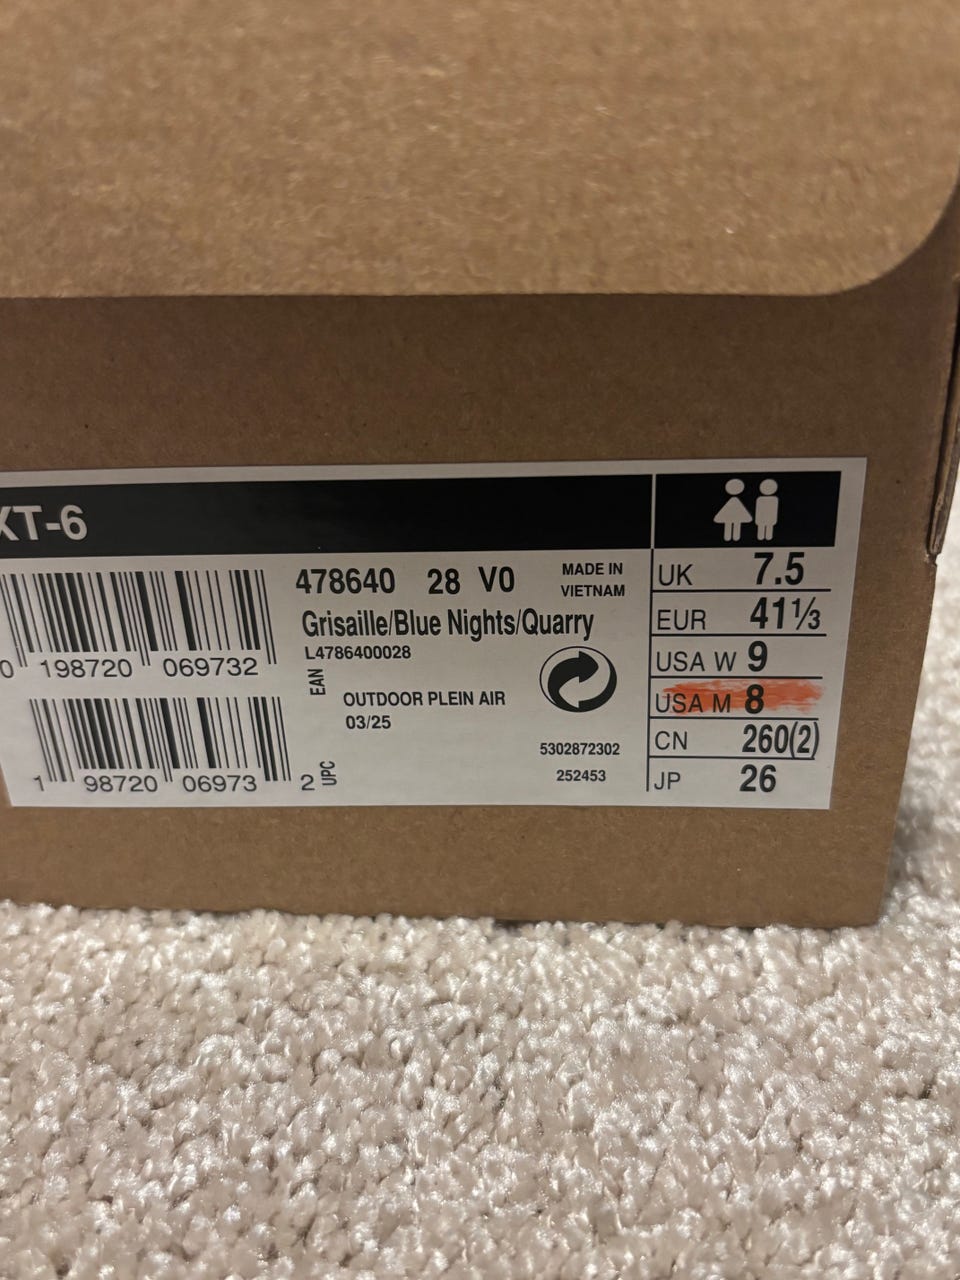 XT-6
0 198720 069732
1 98720 06973 2
EAN
UPC
478640 28 V0
MADE IN
VIETNAM
Grisaille/Blue Nights/Quarry
L4786400028
OUTDOOR PLEIN AIR
03/25
5302872302
252453
UK 7.5
EUR 41⅓
USA W 9
USA M 8
CN 260(2)
JP 26